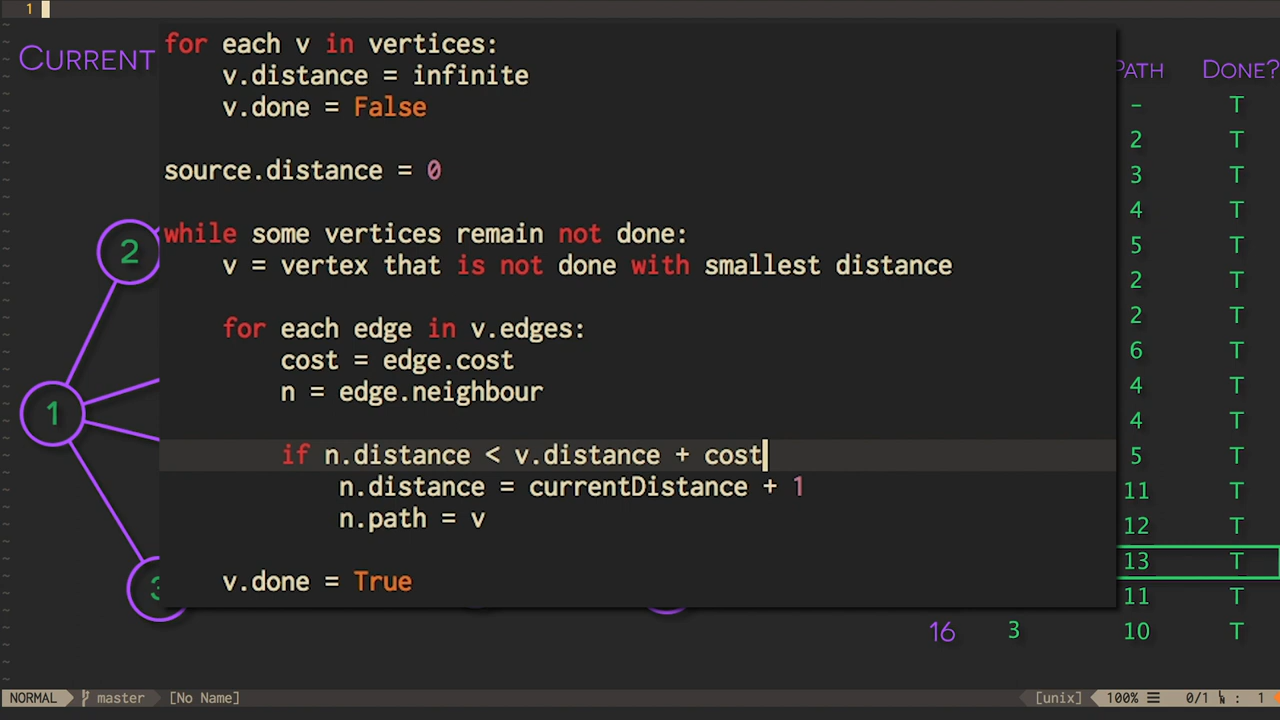 1
CURRENT
for each v in vertices:
v.distance = infinite
v.done = False
source.distance = 0
while some vertices remain not done:
v = vertex that is not done with smallest distance
for each edge in v.edges:
cost = edge.cost
n = edge.neighbour
if n.distance < v.distance + cost
n.distance = currentDistance + 1
n.path = v
v.done = True
2
1
3
PATH DONE?
- T
2 T
3 T
4 T
5 T
2 T
2 T
6 T
4 T
4 T
5 T
11 T
12 T
13 T
11 T
16 3 10 T
NORMAL master [No Name] [unix] 100% 0/1 : 1